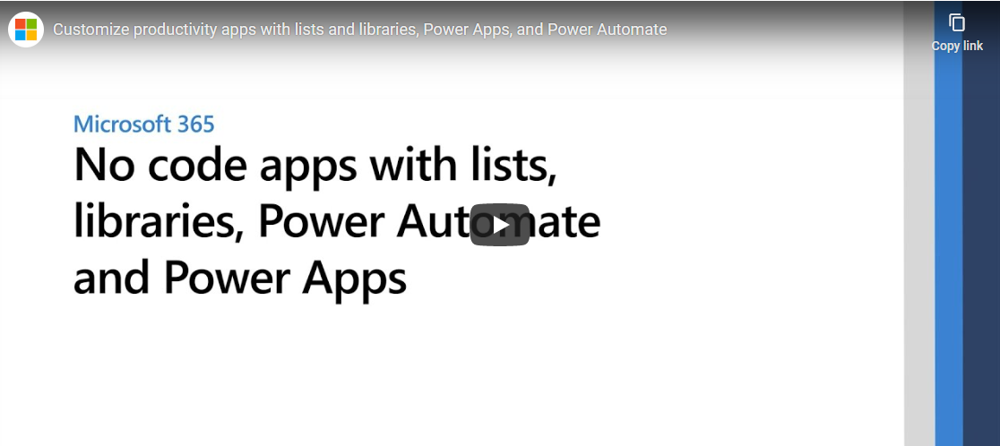 Customize productivity apps with lists and libraries, Power Apps, and Power Automate
Copy link
Microsoft 365
No code apps with lists,
libraries, Power Automate
and Power Apps